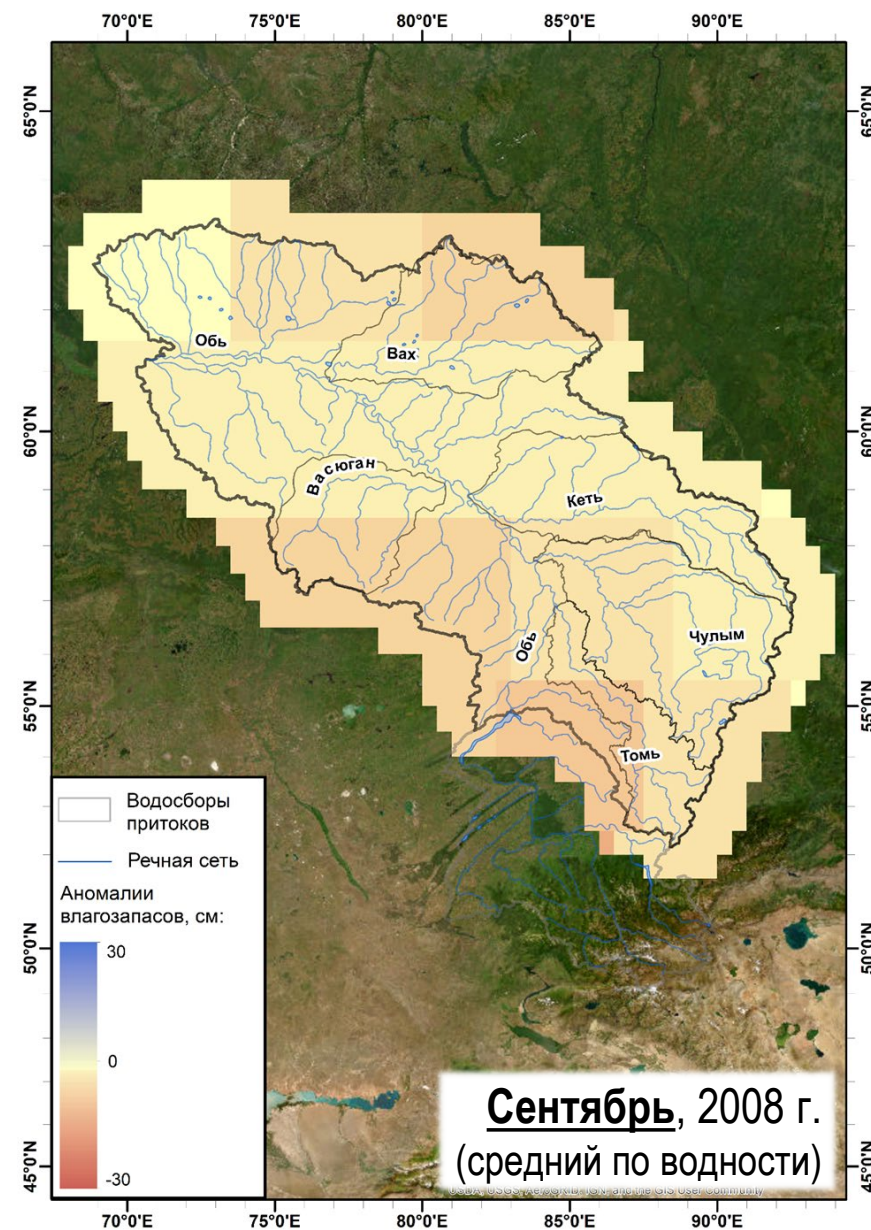 70°0'E 75°0'E 80°0'E 85°0'E 90°0'E
65°0'N
65°0'N
Обь
Вах
60°0'N
60°0'N
Васюган
Кеть
Чулым
Обь
55°0'N
55°0'N
Томь
Водосборы
притоков
Речная сеть
Аномалии
влагозапасов, см:
30
0
-30
50°0'N
50°0'N
Сентябрь, 2008 г.
(средний по водности)
45°0'N
45°0'N
70°0'E 75°0'E 80°0'E 85°0'E 90°0'E